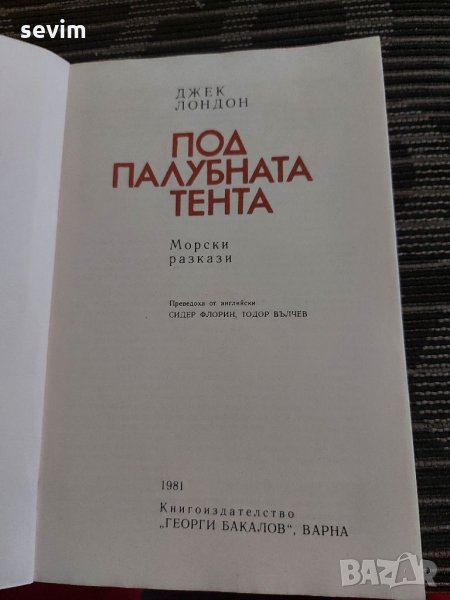 sevim
ДЖЕК
ЛОНДОН
ПОД
ПАЛУБНАТА
ТЕНТА
Морски
разкази
Преведоха от английски
СИДЕР ФЛОРИН, ТОДОР ВЪЛЧЕВ
1981
Книгоиздателство
„ГЕОРГИ БАКАЛОВ“, ВАРНА
BAZAR